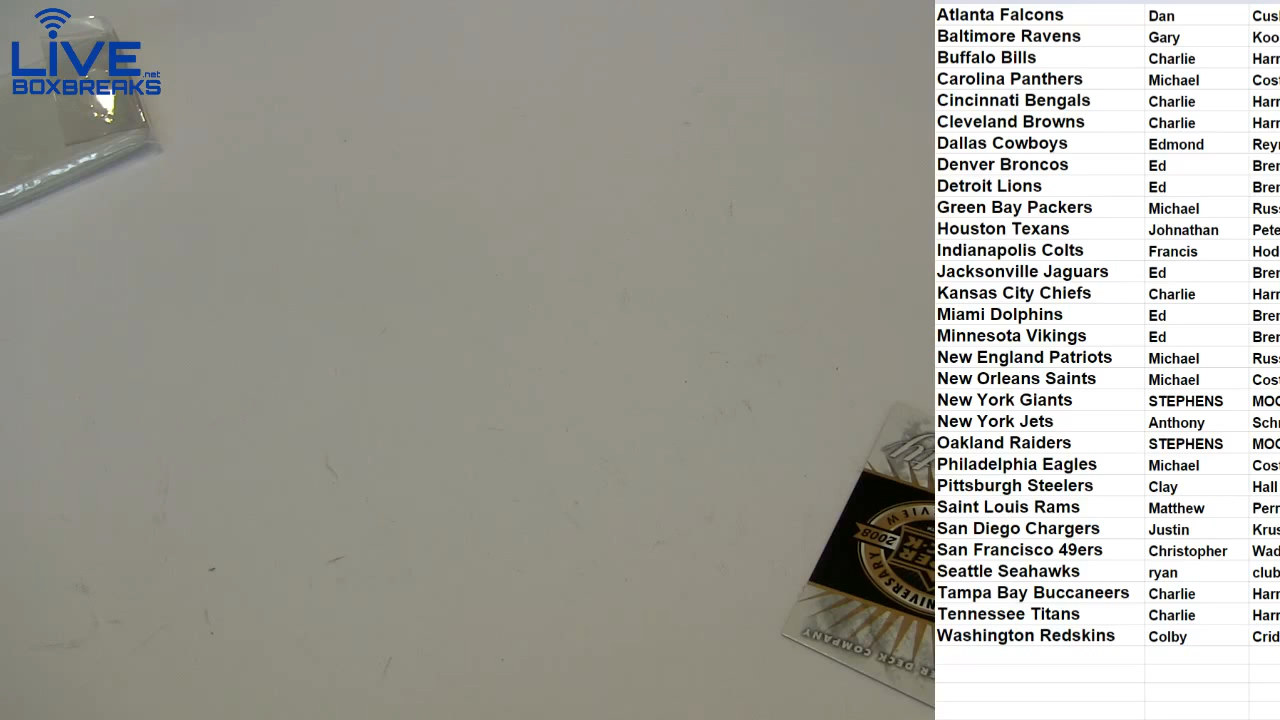 LiVE
.net
BOXBREAKS
Atlanta Falcons Dan
Baltimore Ravens Gary
Buffalo Bills Charlie
Carolina Panthers Michael
Cincinnati Bengals Charlie
Cleveland Browns Charlie
Dallas Cowboys Edmond
Denver Broncos Ed
Detroit Lions Ed
Green Bay Packers Michael
Houston Texans Johnathan
Indianapolis Colts Francis
Jacksonville Jaguars Ed
Kansas City Chiefs Charlie
Miami Dolphins Ed
Minnesota Vikings Ed
New England Patriots Michael
New Orleans Saints Michael
New York Giants STEPHENS
New York Jets Anthony
Oakland Raiders STEPHENS
Philadelphia Eagles Michael
Pittsburgh Steelers Clay Hall
Saint Louis Rams Matthew
San Diego Chargers Justin
San Francisco 49ers Christopher
Seattle Seahawks ryan club
Tampa Bay Buccaneers Charlie
Tennessee Titans Charlie
Washington Redskins Colby
2008
DECK COMPANY